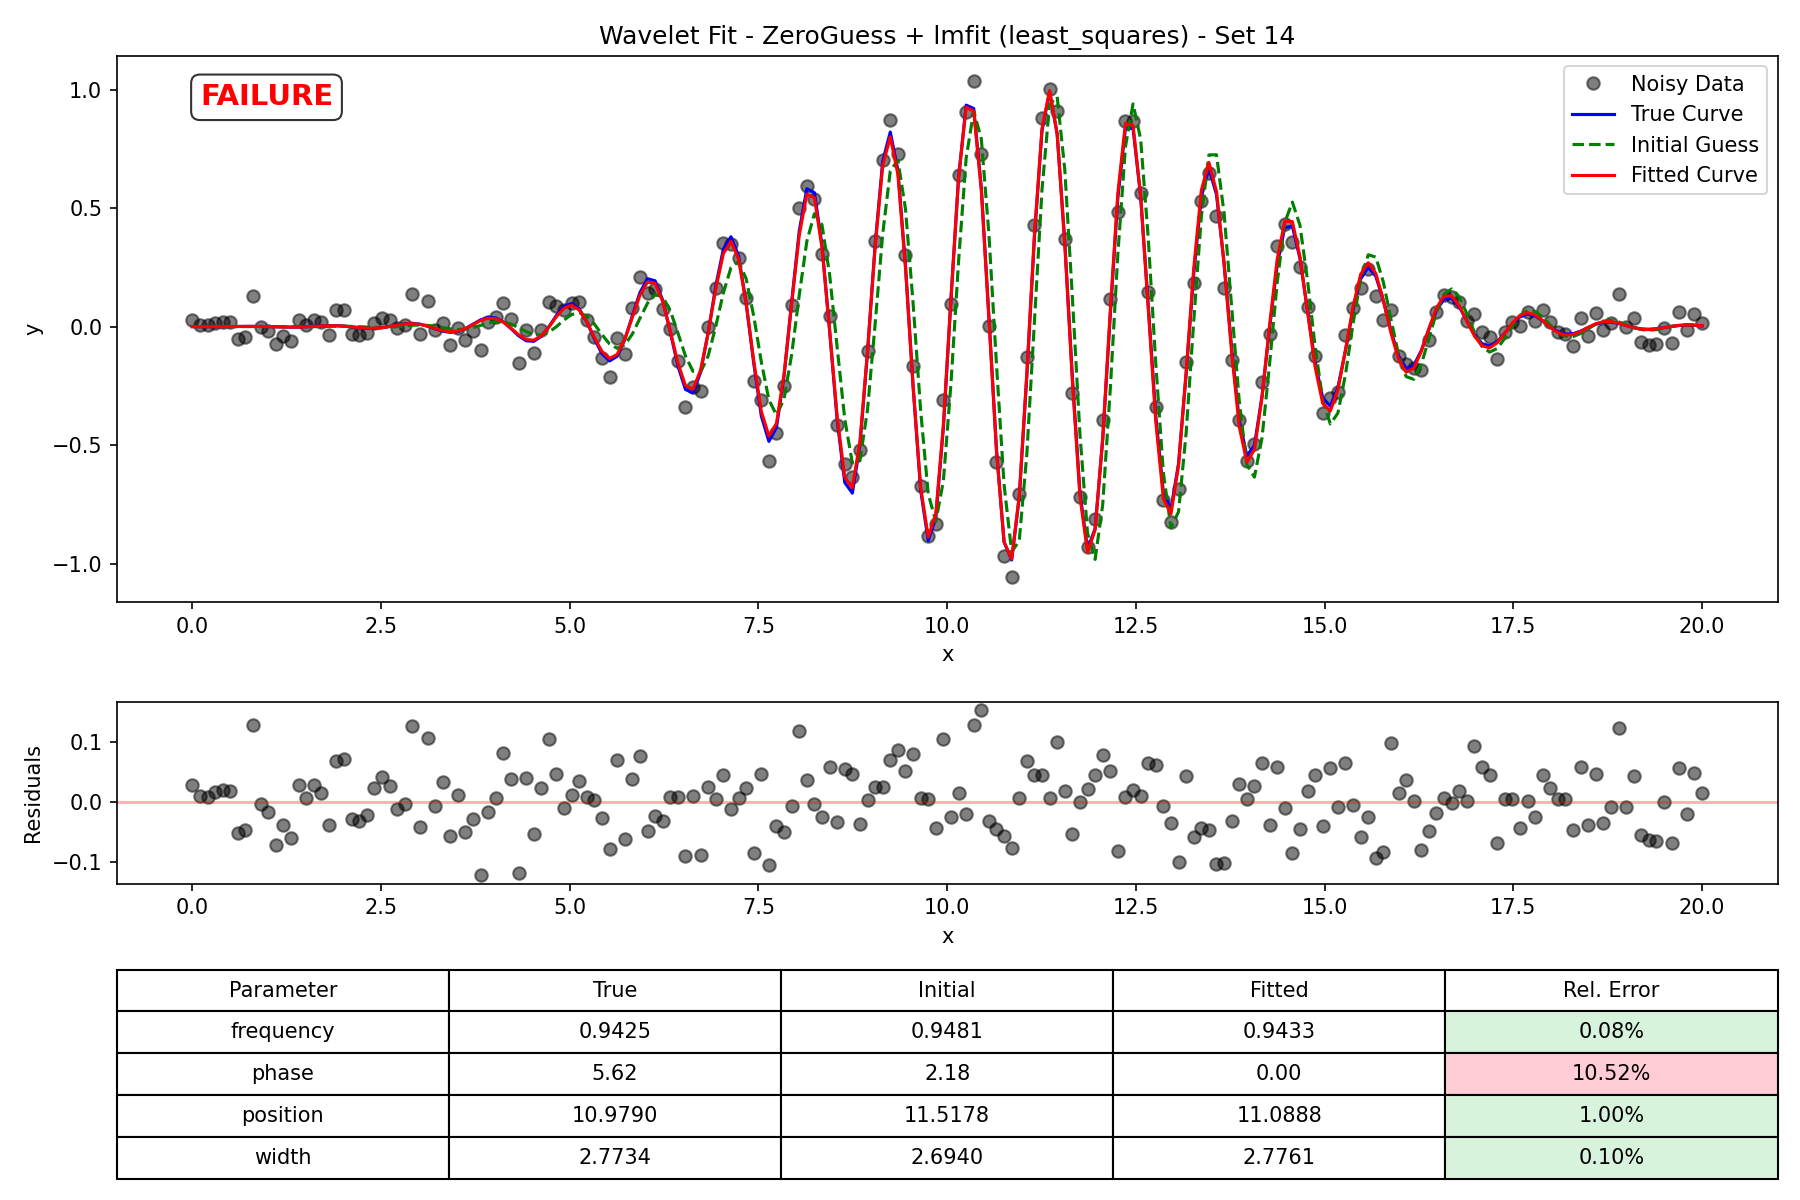 Wavelet Fit - ZeroGuess + lmfit (least_squares) - Set 14
FAILURE
Noisy Data
True Curve
Initial Guess
Fitted Curve
y
1.0
0.5
0.0
−0.5
−1.0
0.0 2.5 5.0 7.5 10.0 12.5 15.0 17.5 20.0
x
Residuals
0.1
0.0
−0.1
0.0 2.5 5.0 7.5 10.0 12.5 15.0 17.5 20.0
x
Parameter True Initial Fitted Rel. Error
frequency 0.9425 0.9481 0.9433 0.08%
phase 5.62 2.18 0.00 10.52%
position 10.9790 11.5178 11.0888 1.00%
width 2.7734 2.6940 2.7761 0.10%